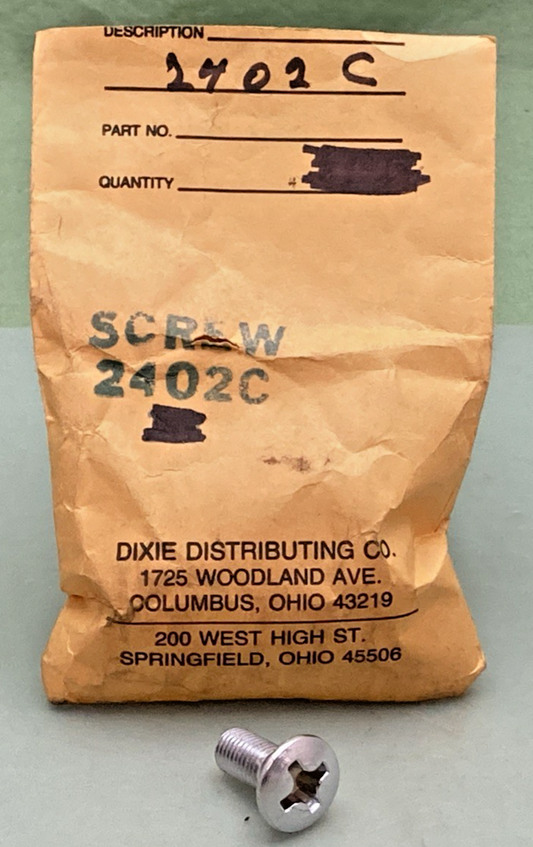 DESCRIPTION
2402 C
PART NO.
QUANTITY
SCREW
2402C
DIXIE DISTRIBUTING CO.
1725 WOODLAND AVE.
COLUMBUS, OHIO 43219
200 WEST HIGH ST.
SPRINGFIELD, OHIO 45506